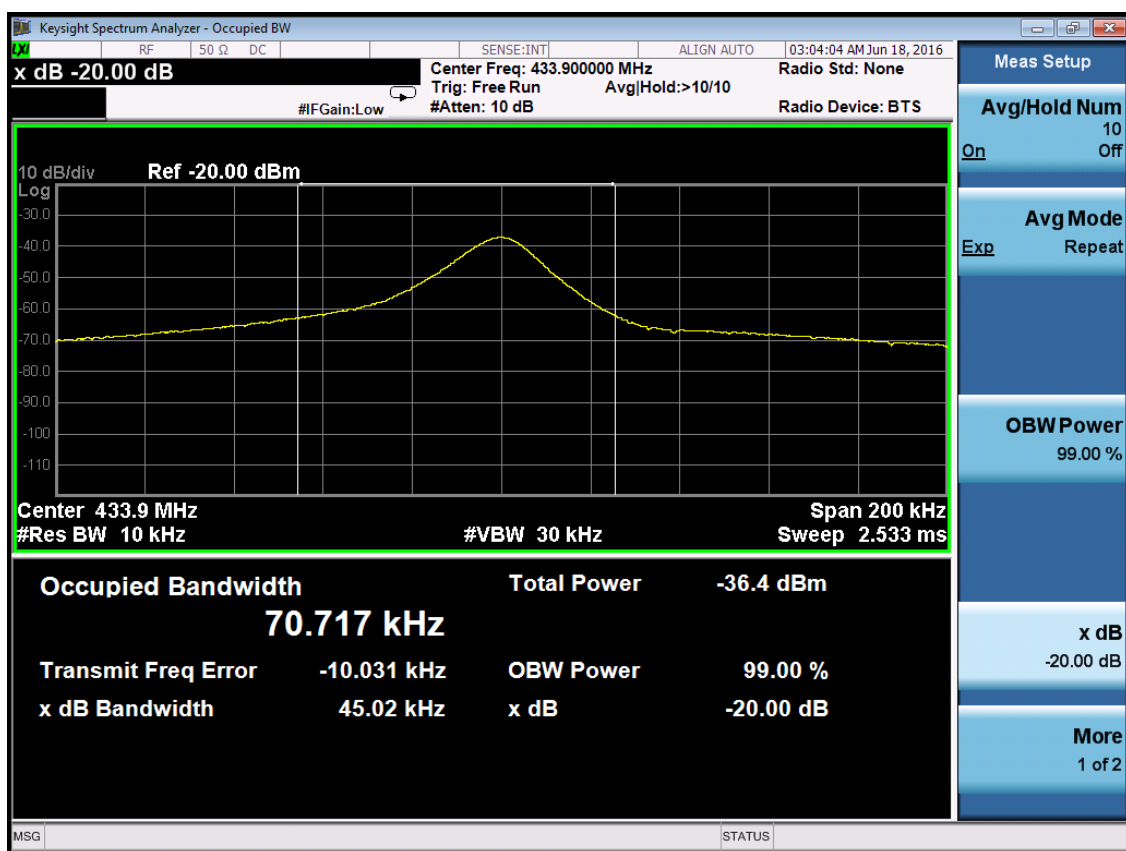 Keysight Spectrum Analyzer - Occupied BW
LXI RF 50 Ω DC SENSE:INT ALIGN AUTO 03:04:04 AM Jun 18, 2016
x dB -20.00 dB
Center Freq: 433.900000 MHz
Radio Std: None
Trig: Free Run Avg|Hold:>10/10
#IFGain:Low #Atten: 10 dB
Radio Device: BTS
10 dB/div Ref -20.00 dBm
Log
-30.0
-40.0
-50.0
-60.0
-70.0
-80.0
-90.0
-100
-110
Center 433.9 MHz Span 200 kHz
#Res BW 10 kHz #VBW 30 kHz Sweep 2.533 ms
Occupied Bandwidth Total Power -36.4 dBm
70.717 kHz
Transmit Freq Error -10.031 kHz OBW Power 99.00 %
x dB Bandwidth 45.02 kHz x dB -20.00 dB
Meas Setup
Avg/Hold Num
10
On Off
Avg Mode
Exp Repeat
OBW Power
99.00 %
x dB
-20.00 dB
More
1 of 2
MSG STATUS